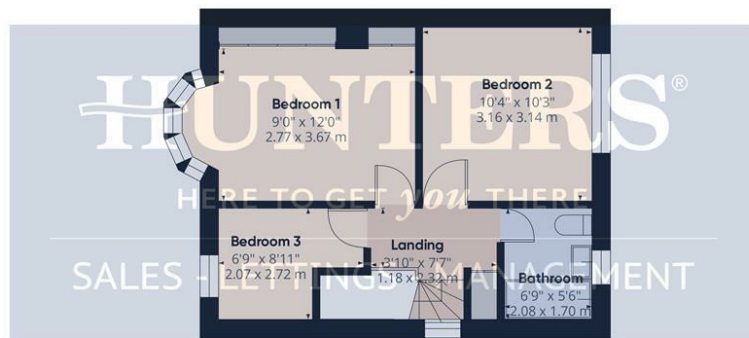 HUNTERS®
HERE TO GET you THERE
SALES - LETTINGS - MANAGEMENT
Bedroom 1
9'0" x 12'0"
2.77 x 3.67 m
Bedroom 2
10'4" x 10'3"
3.16 x 3.14 m
Bedroom 3
6'9" x 8'11"
2.07 x 2.72 m
Landing
3'10" x 7'7"
1.18 x 2.32 m
Bathroom
6'9" x 5'6"
2.08 x 1.70 m